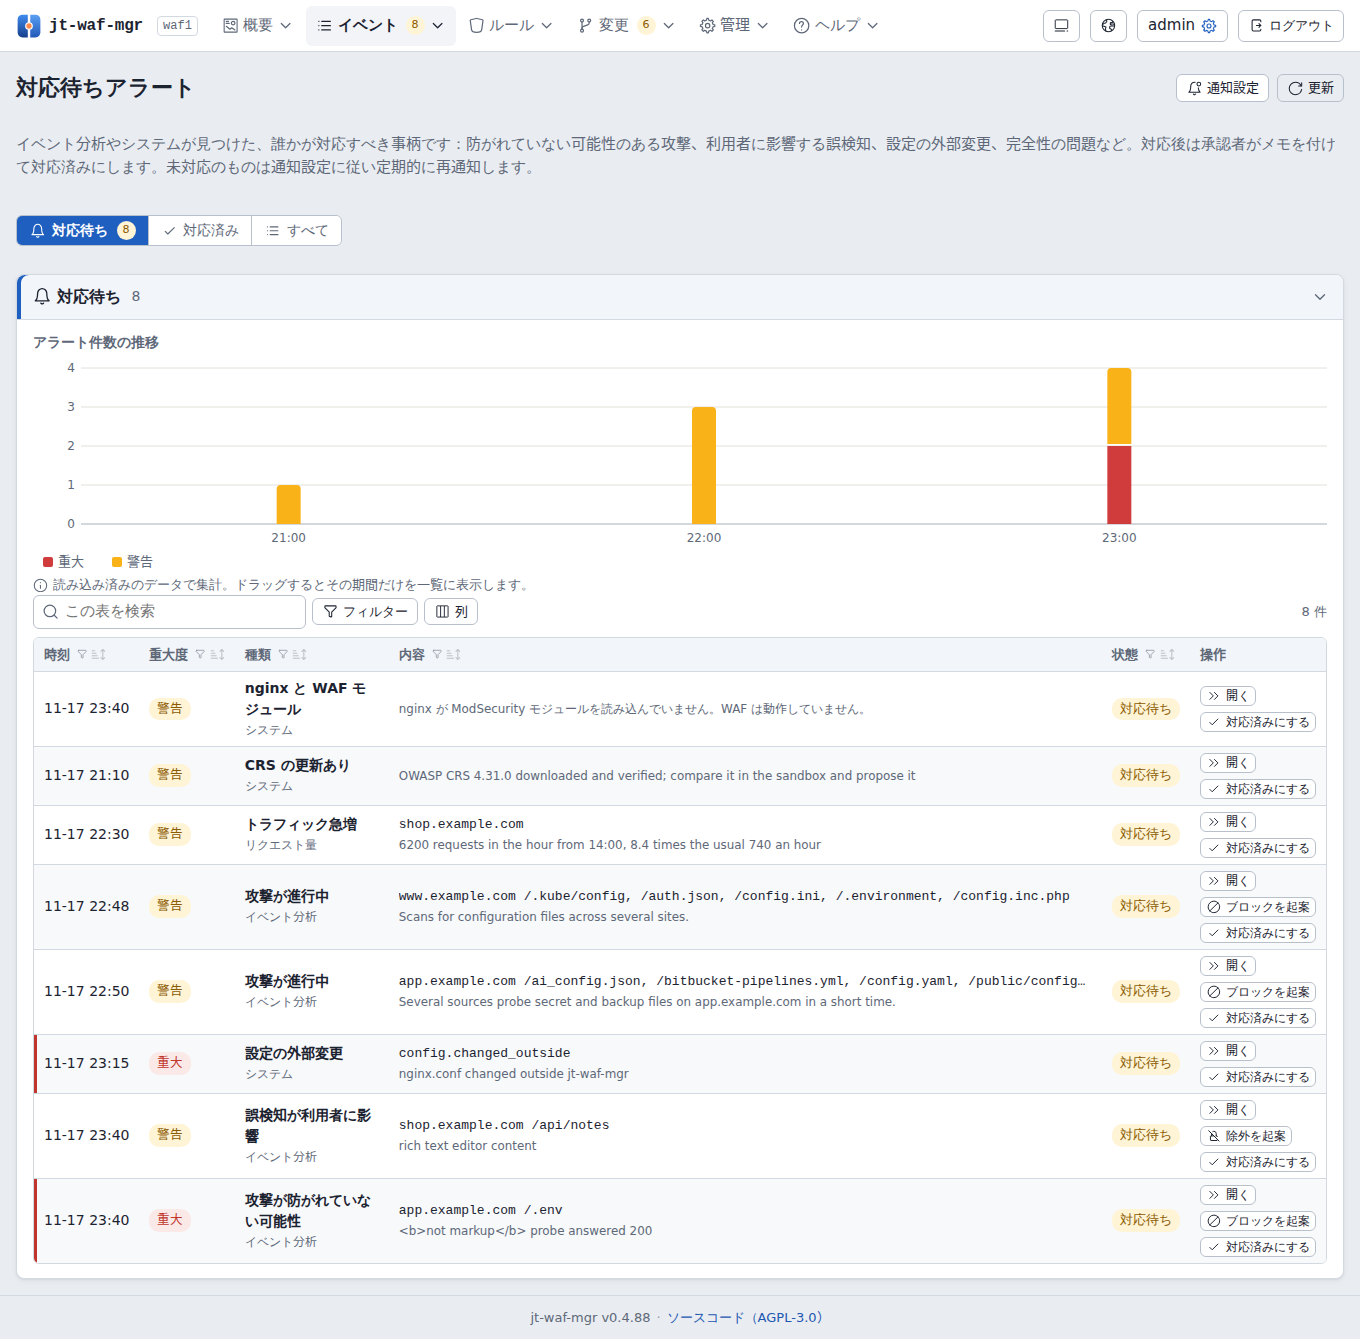 jt-waf-mgr waf1 概要 イベント 8 ルール 変更 6 管理 ヘルプ admin ログアウト
対応待ちアラート
通知設定 更新
イベント分析やシステムが見つけた、誰かが対応すべき事柄です：防がれていない可能性のある攻撃、利用者に影響する誤検知、設定の外部変更、完全性の問題など。対応後は承認者がメモを付け
て対応済みにします。未対応のものは通知設定に従い定期的に再通知します。
対応待ち 8 対応済み すべて
対応待ち 8
アラート件数の推移
4
3
2
1
0
21:00 22:00 23:00
重大 警告
読み込み済みのデータで集計。ドラッグするとその期間だけを一覧に表示します。
この表を検索 フィルター 列 8 件
時刻 重大度 種類 内容 状態 操作
11-17 23:40 警告
nginx と WAF モ
ジュール
システム
nginx が ModSecurity モジュールを読み込んでいません。WAF は動作していません。
対応待ち
開く
対応済みにする
11-17 21:10 警告
CRS の更新あり
システム
OWASP CRS 4.31.0 downloaded and verified; compare it in the sandbox and propose it
対応待ち
開く
対応済みにする
11-17 22:30 警告
トラフィック急増
リクエスト量
shop.example.com
6200 requests in the hour from 14:00, 8.4 times the usual 740 an hour
対応待ち
開く
対応済みにする
11-17 22:48 警告
攻撃が進行中
イベント分析
www.example.com /.kube/config, /auth.json, /config.ini, /.environment, /config.inc.php
Scans for configuration files across several sites.
対応待ち
開く
ブロックを起案
対応済みにする
11-17 22:50 警告
攻撃が進行中
イベント分析
app.example.com /ai_config.json, /bitbucket-pipelines.yml, /config.yaml, /public/config…
Several sources probe secret and backup files on app.example.com in a short time.
対応待ち
開く
ブロックを起案
対応済みにする
11-17 23:15 重大
設定の外部変更
システム
config.changed_outside
nginx.conf changed outside jt-waf-mgr
対応待ち
開く
対応済みにする
11-17 23:40 警告
誤検知が利用者に影
響
イベント分析
shop.example.com /api/notes
rich text editor content
対応待ち
開く
除外を起案
対応済みにする
11-17 23:40 重大
攻撃が防がれていな
い可能性
イベント分析
app.example.com /.env
&lt;b&gt;not markup&lt;/b&gt; probe answered 200
対応待ち
開く
ブロックを起案
対応済みにする
jt-waf-mgr v0.4.88 · ソースコード（AGPL-3.0）